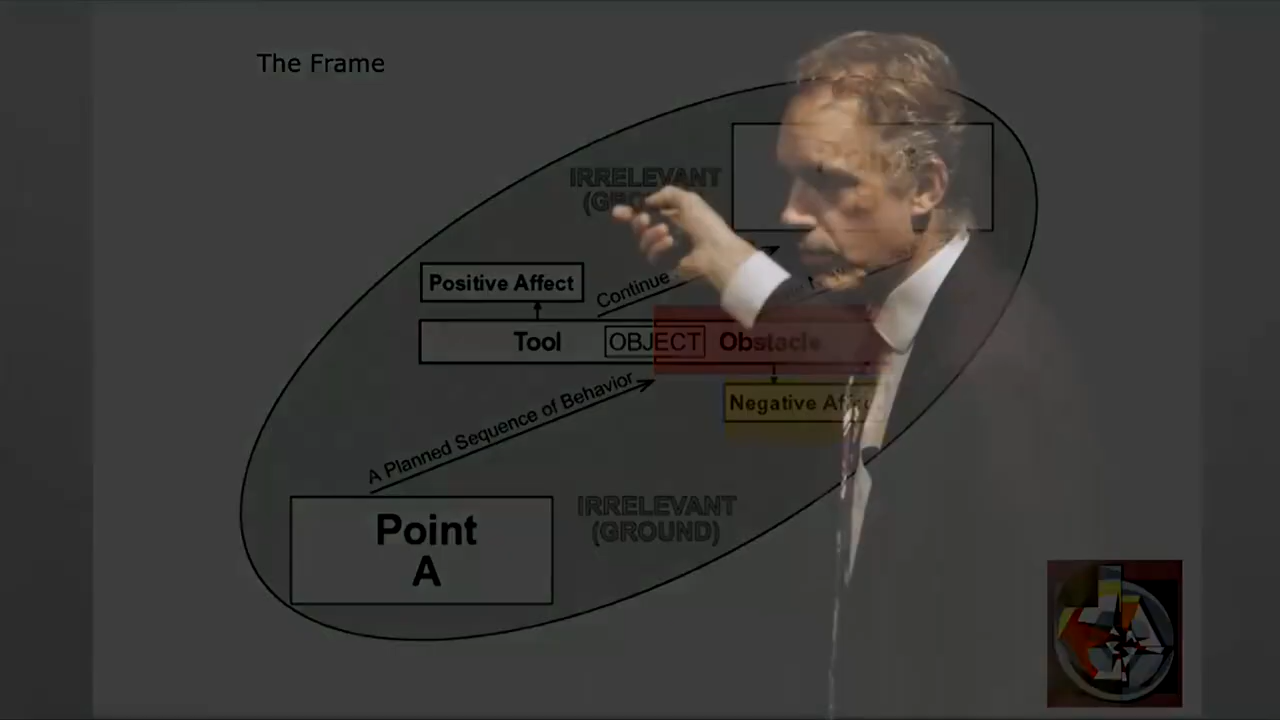 The Frame
IRRELEVANT
Positive Affect
Continue
Tool
OBJECT
Obstacle
Negative
A Planned Sequence of Behavior
Point
A
IRRELEVANT
(GROUND)